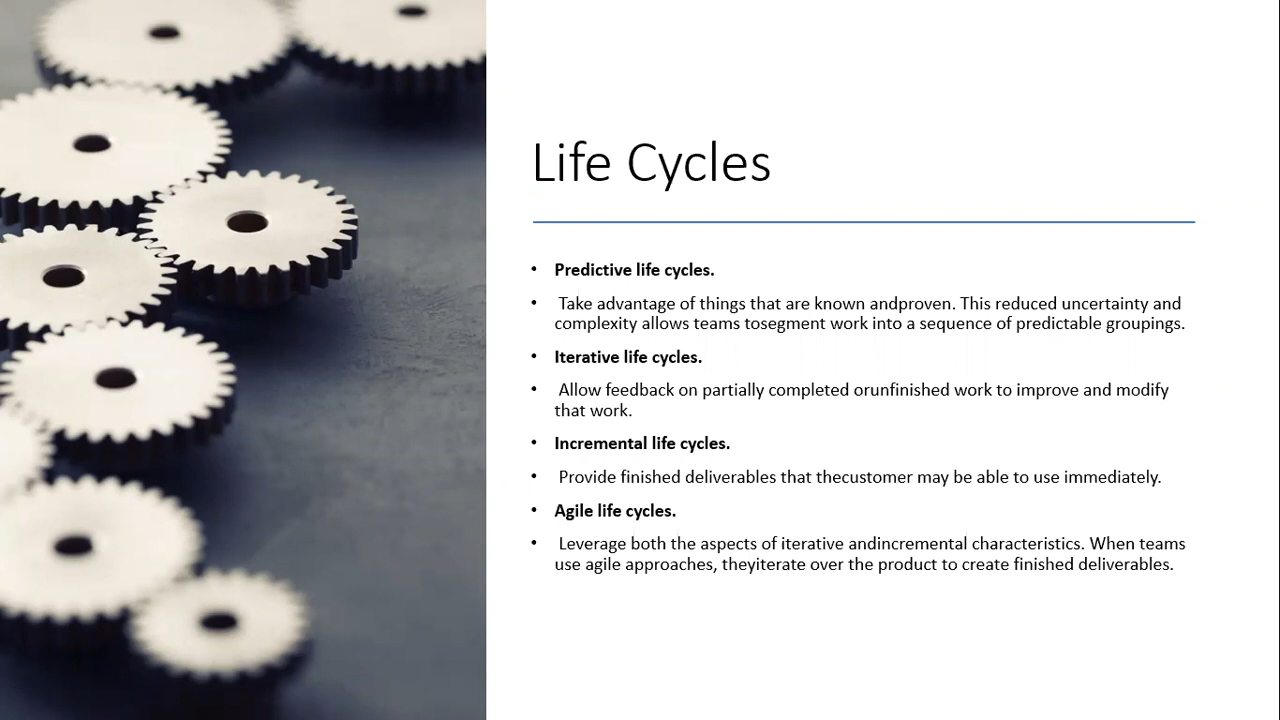 Life Cycles
• Predictive life cycles.
• Take advantage of things that are known andproven. This reduced uncertainty and
complexity allows teams tosegment work into a sequence of predictable groupings.
• Iterative life cycles.
• Allow feedback on partially completed orunfinished work to improve and modify
that work.
• Incremental life cycles.
• Provide finished deliverables that thecustomer may be able to use immediately.
• Agile life cycles.
• Leverage both the aspects of iterative andincremental characteristics. When teams
use agile approaches, theyiterate over the product to create finished deliverables.